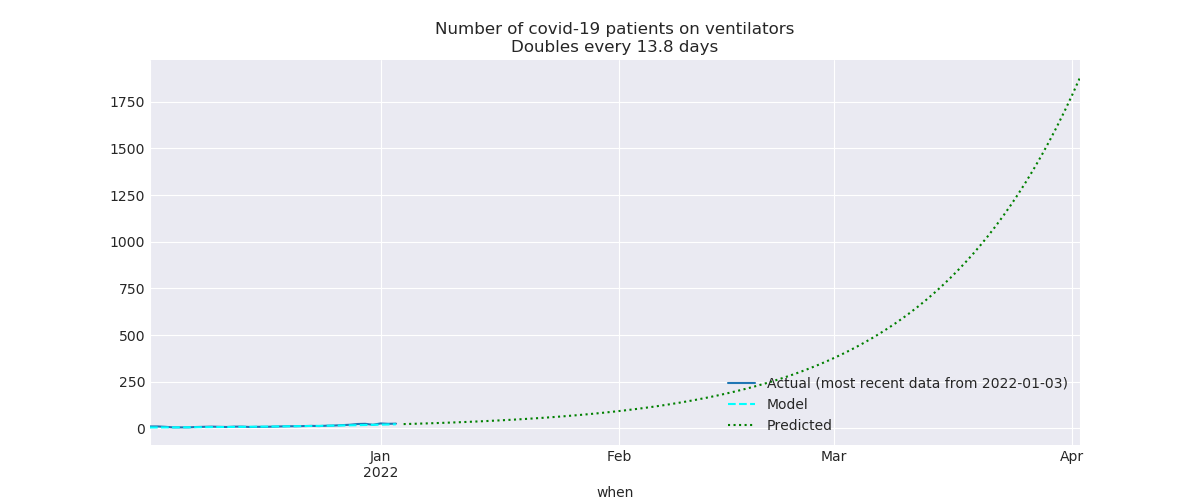 Number of covid-19 patients on ventilators
Doubles every 13.8 days
1750
1500
1250
1000
750
500
250
0
Actual (most recent data from 2022-01-03)
Model
Predicted
Jan
2022
Feb
Mar
Apr
when